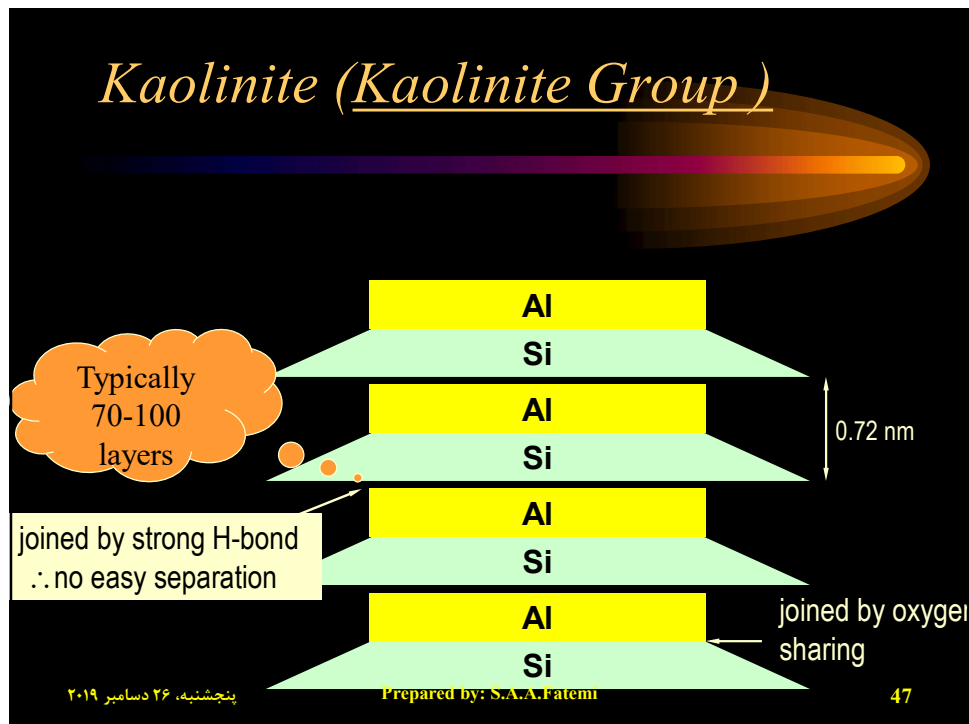 Kaolinite (Kaolinite Group )
Al
Si
Typically
70-100
layers
Al
Si
0.72 nm
joined by strong H-bond
∴no easy separation
Al
Si
Al
Si
joined by oxygen
sharing
پنجشنبه، ۲۶ دسامبر ۲۰۱۹
Prepared by: S.A.A.Fatemi
47